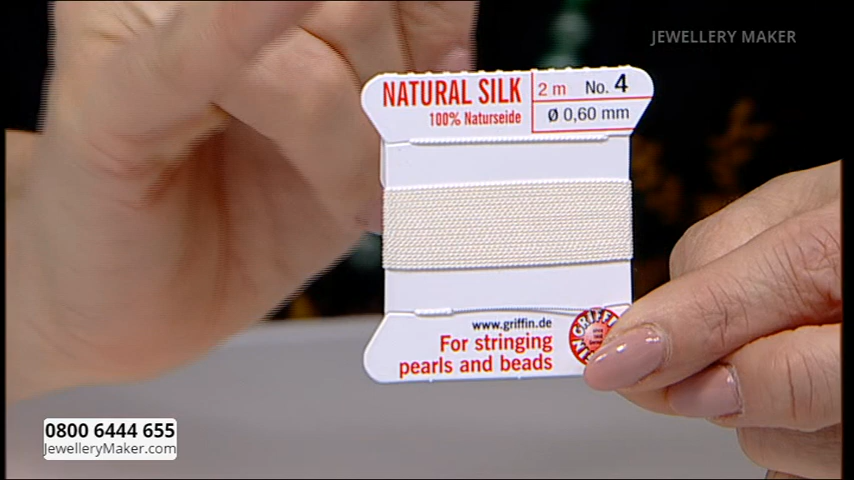 JEWELLERY MAKER
NATURAL SILK
100% Naturseide
2 m No. 4
Ø 0,60 mm
www.griffin.de
For stringing
pearls and beads
0800 6444 655
JewelleryMaker.com